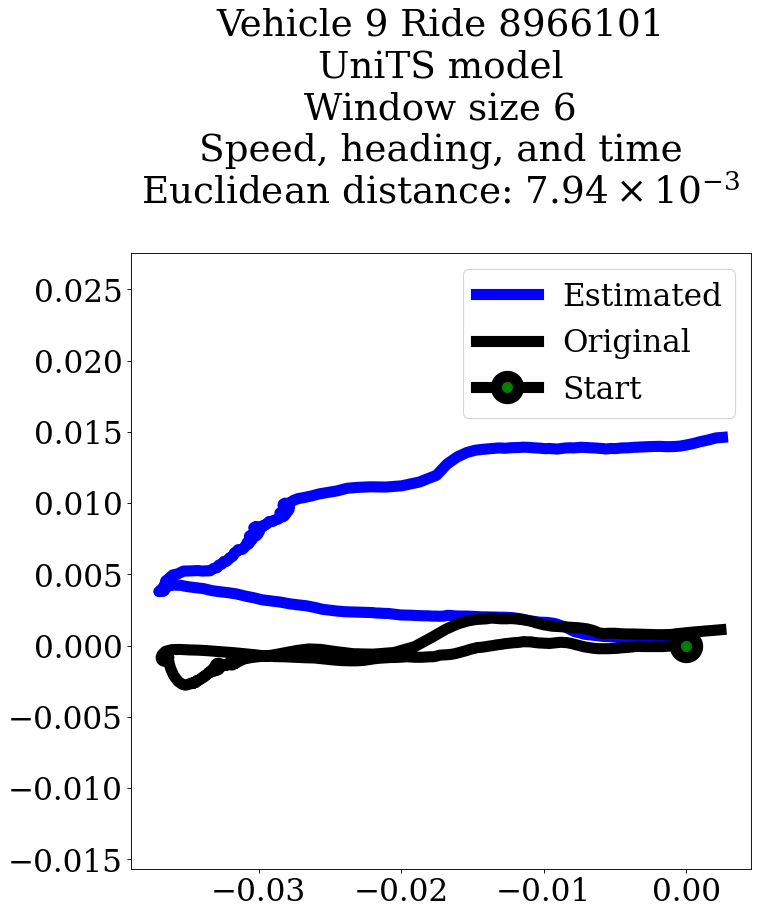 Vehicle 9 Ride 8966101
UniTS model
Window size 6
Speed, heading, and time
Euclidean distance: 7.94 × 10⁻³
Estimated
Original
Start
0.025
0.020
0.015
0.010
0.005
0.000
−0.005
−0.010
−0.015
−0.03 −0.02 −0.01 0.00